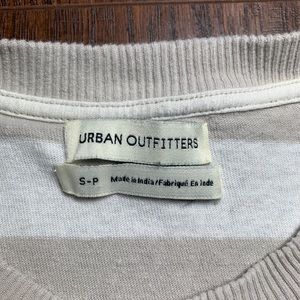 URBAN OUTFITTERS
S-P Made in India/Fabriqué En Inde